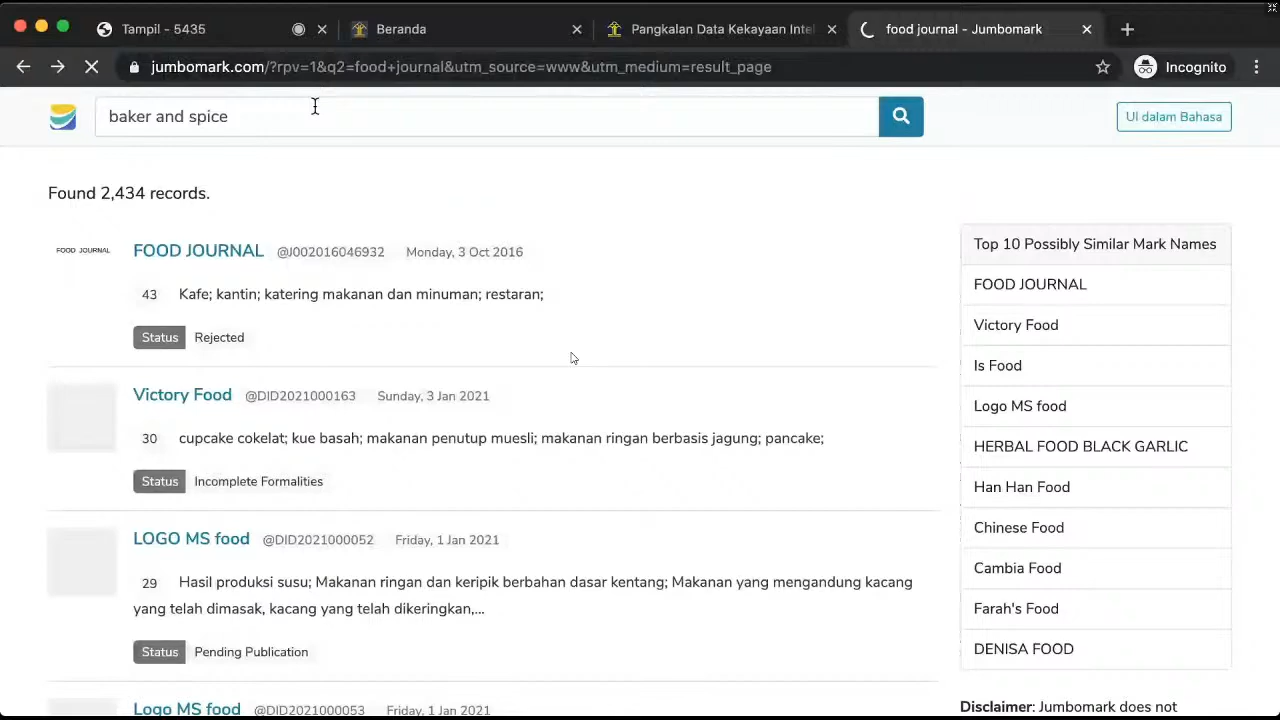 Tampil - 5435
Beranda
Pangkalan Data Kekayaan Intel
food journal - Jumbomark
jumbomark.com/?rpv=1&q2=food+journal&utm_source=www&utm_medium=result_page
Incognito
baker and spice
UI dalam Bahasa
Found 2,434 records.
FOOD JOURNAL
FOOD JOURNAL @J002016046932 Monday, 3 Oct 2016
43 Kafe; kantin; katering makanan dan minuman; restaran;
Status Rejected
Victory Food @DID2021000163 Sunday, 3 Jan 2021
30 cupcake cokelat; kue basah; makanan penutup muesli; makanan ringan berbasis jagung; pancake;
Status Incomplete Formalities
LOGO MS food @DID2021000052 Friday, 1 Jan 2021
29 Hasil produksi susu; Makanan ringan dan keripik berbahan dasar kentang; Makanan yang mengandung kacang
yang telah dimasak, kacang yang telah dikeringkan,...
Status Pending Publication
Logo MS food @DID2021000053 Friday, 1 Jan 2021
Top 10 Possibly Similar Mark Names
FOOD JOURNAL
Victory Food
Is Food
Logo MS food
HERBAL FOOD BLACK GARLIC
Han Han Food
Chinese Food
Cambia Food
Farah's Food
DENISA FOOD
Disclaimer: Jumbomark does not